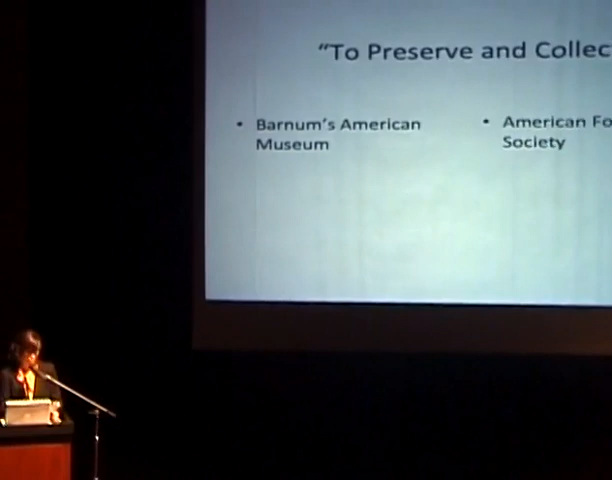 “To Preserve and Collec
• Barnum’s American
Museum
• American Fo
Society